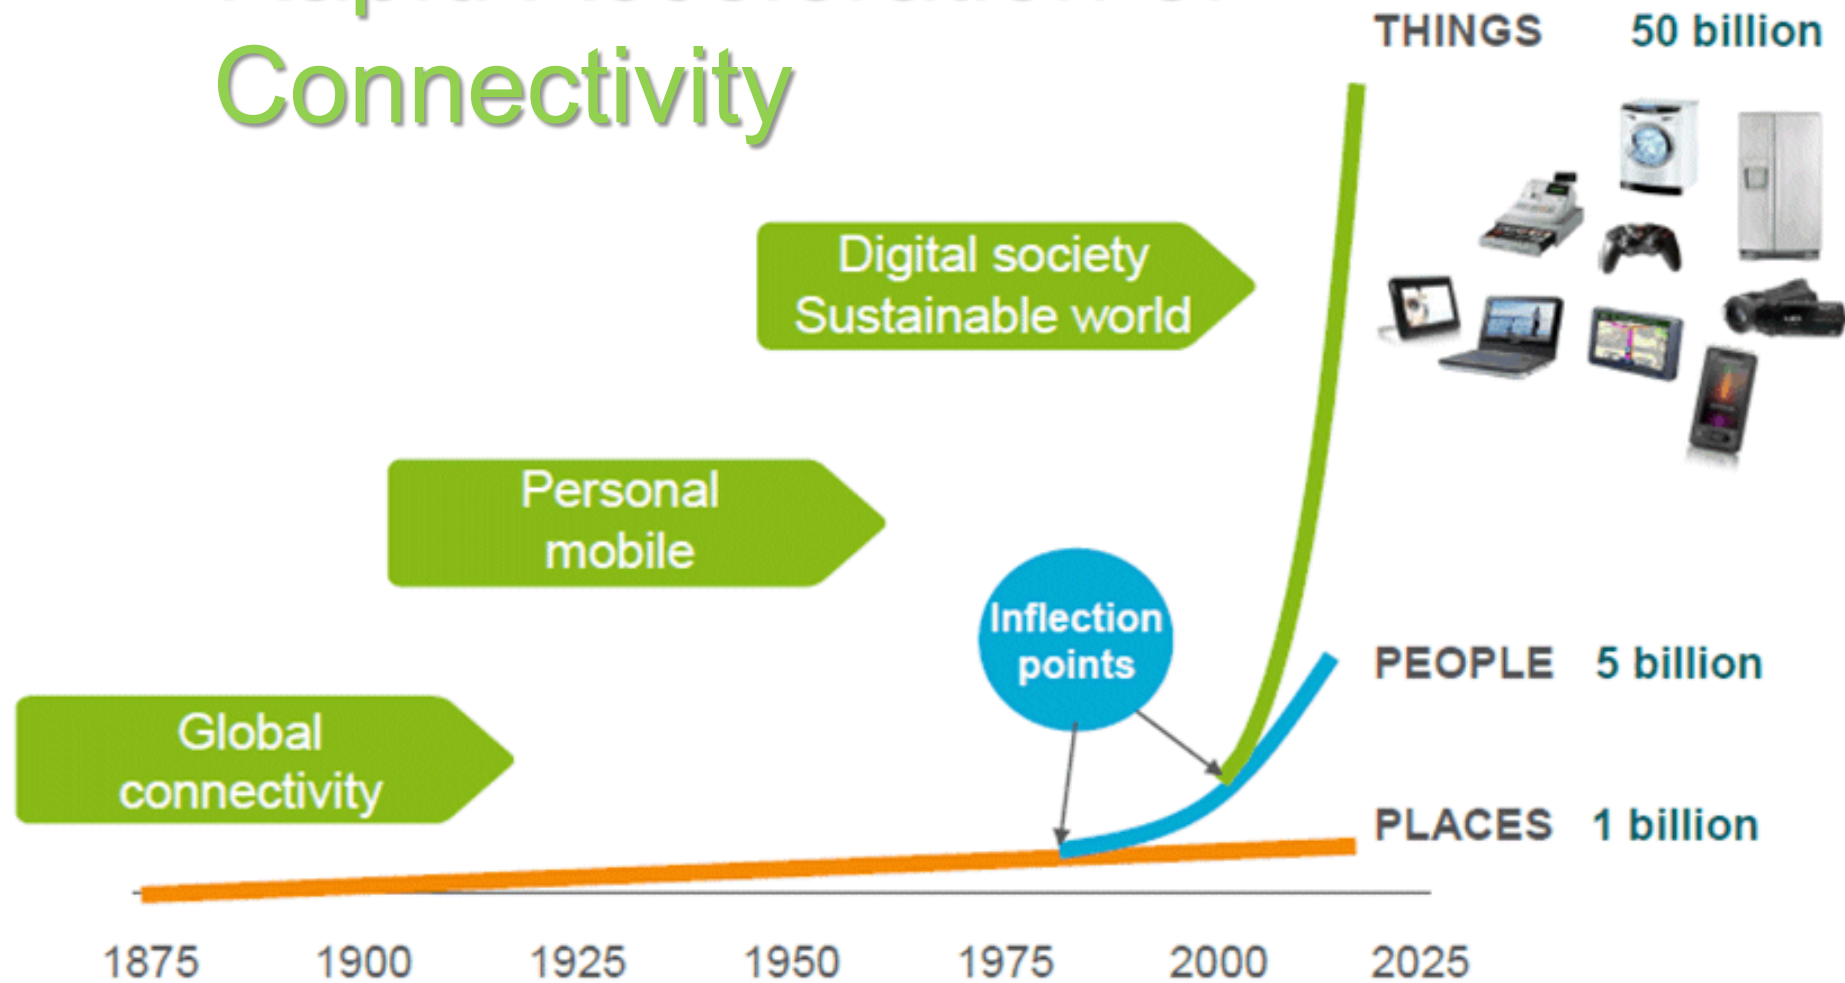 Connectivity
THINGS 50 billion
Digital society
Sustainable world
Personal
mobile
Inflection
points
PEOPLE 5 billion
Global
connectivity
PLACES 1 billion
1875 1900 1925 1950 1975 2000 2025